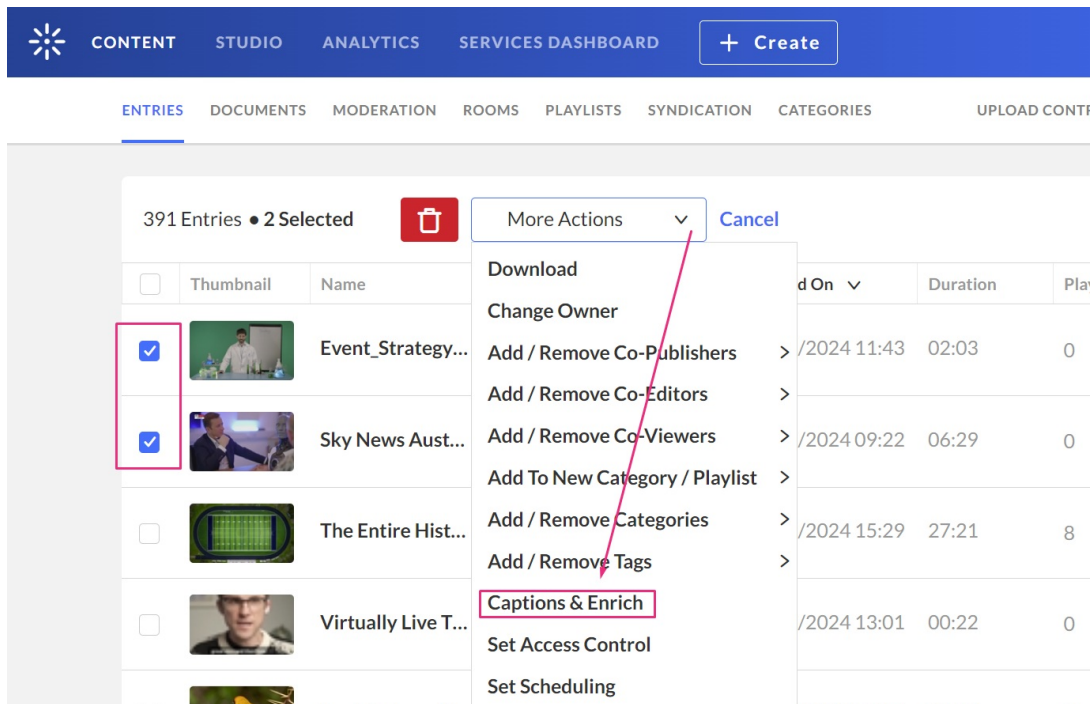 CONTENT STUDIO ANALYTICS SERVICES DASHBOARD + Create
ENTRIES DOCUMENTS MODERATION ROOMS PLAYLISTS SYNDICATION CATEGORIES UPLOAD CONTR
391 Entries • 2 Selected More Actions Cancel
Thumbnail Name d On Duration Play
Download
Change Owner
Event_Strategy... /2024 11:43 02:03 0
Add / Remove Co-Publishers
Add / Remove Co-Editors
Sky News Aust... /2024 09:22 06:29 0
Add / Remove Co-Viewers
Add To New Category / Playlist
Add / Remove Categories
The Entire Hist... /2024 15:29 27:21 8
Add / Remove Tags
Captions & Enrich
Virtually Live T... /2024 13:01 00:22 0
Set Access Control
Set Scheduling